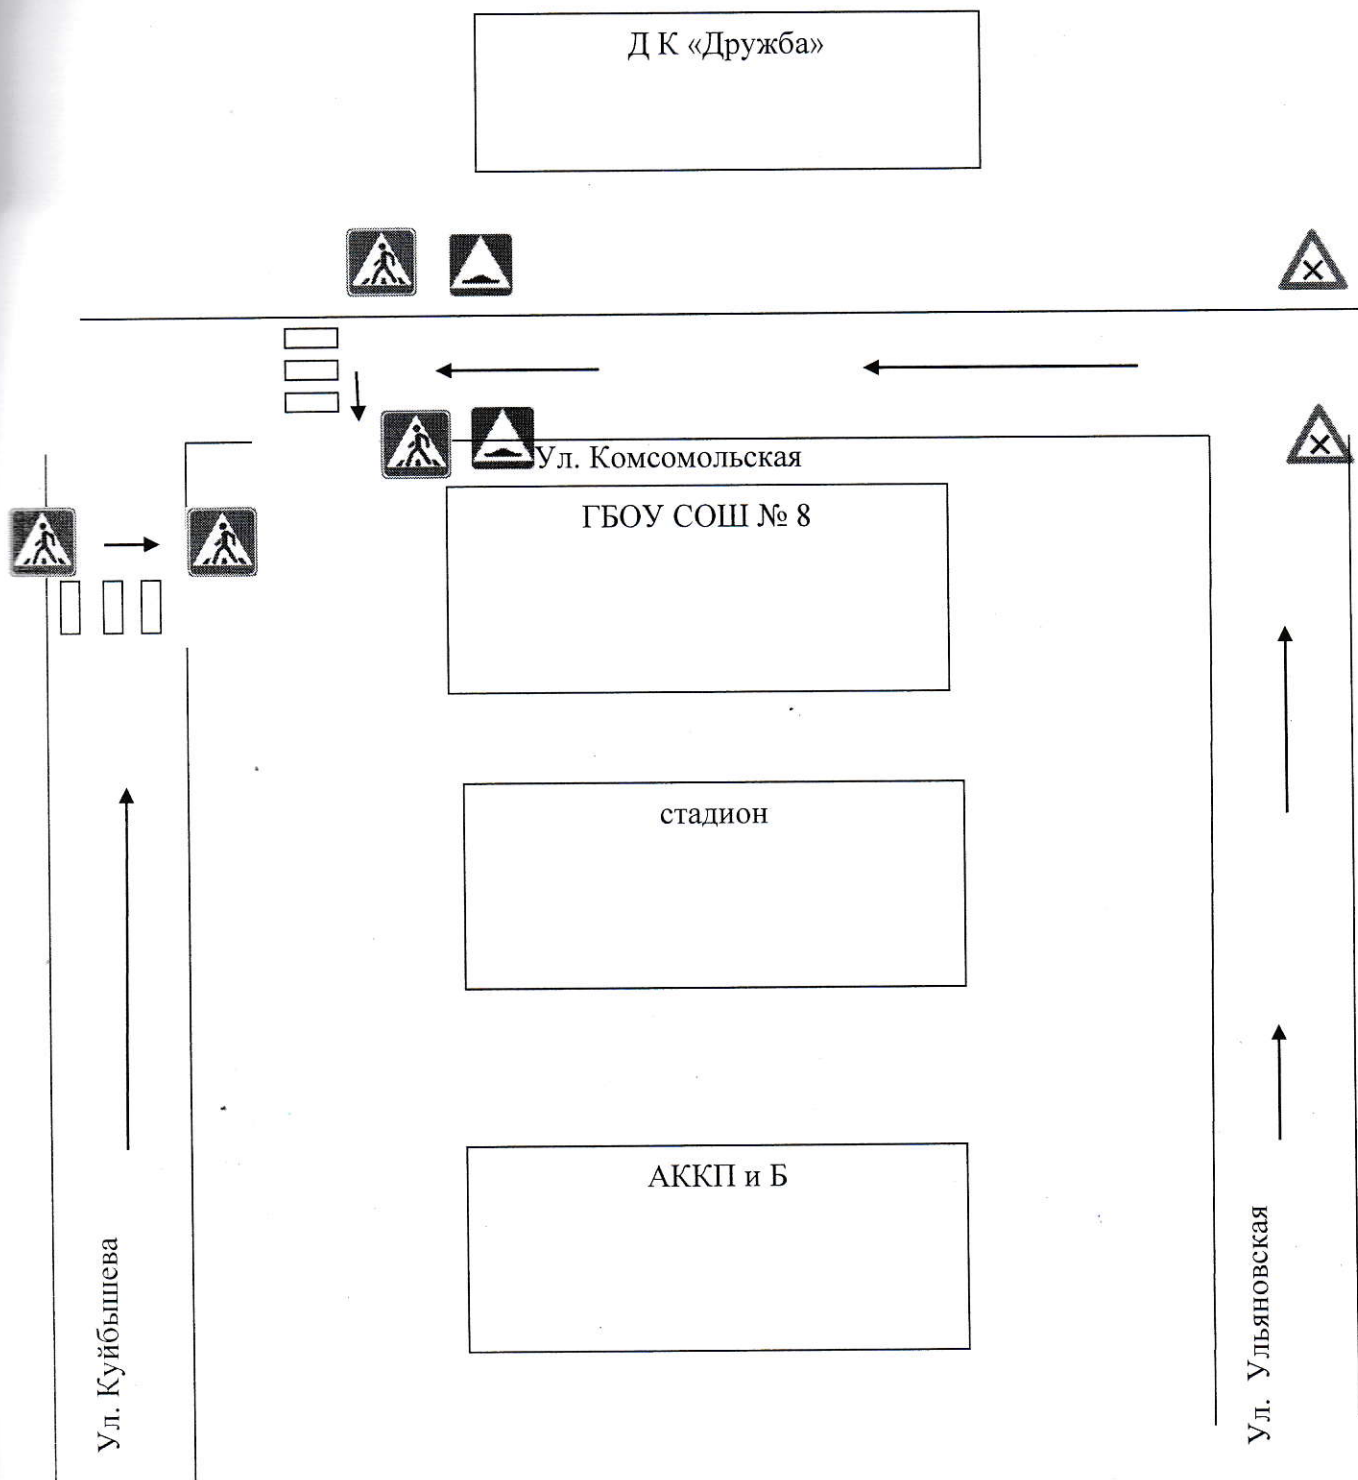 Д К «Дружба»
Ул. Комсомольская
ГБОУ СОШ № 8
стадион
АККП и Б
Ул. Куйбышева
Ул. Ульяновская